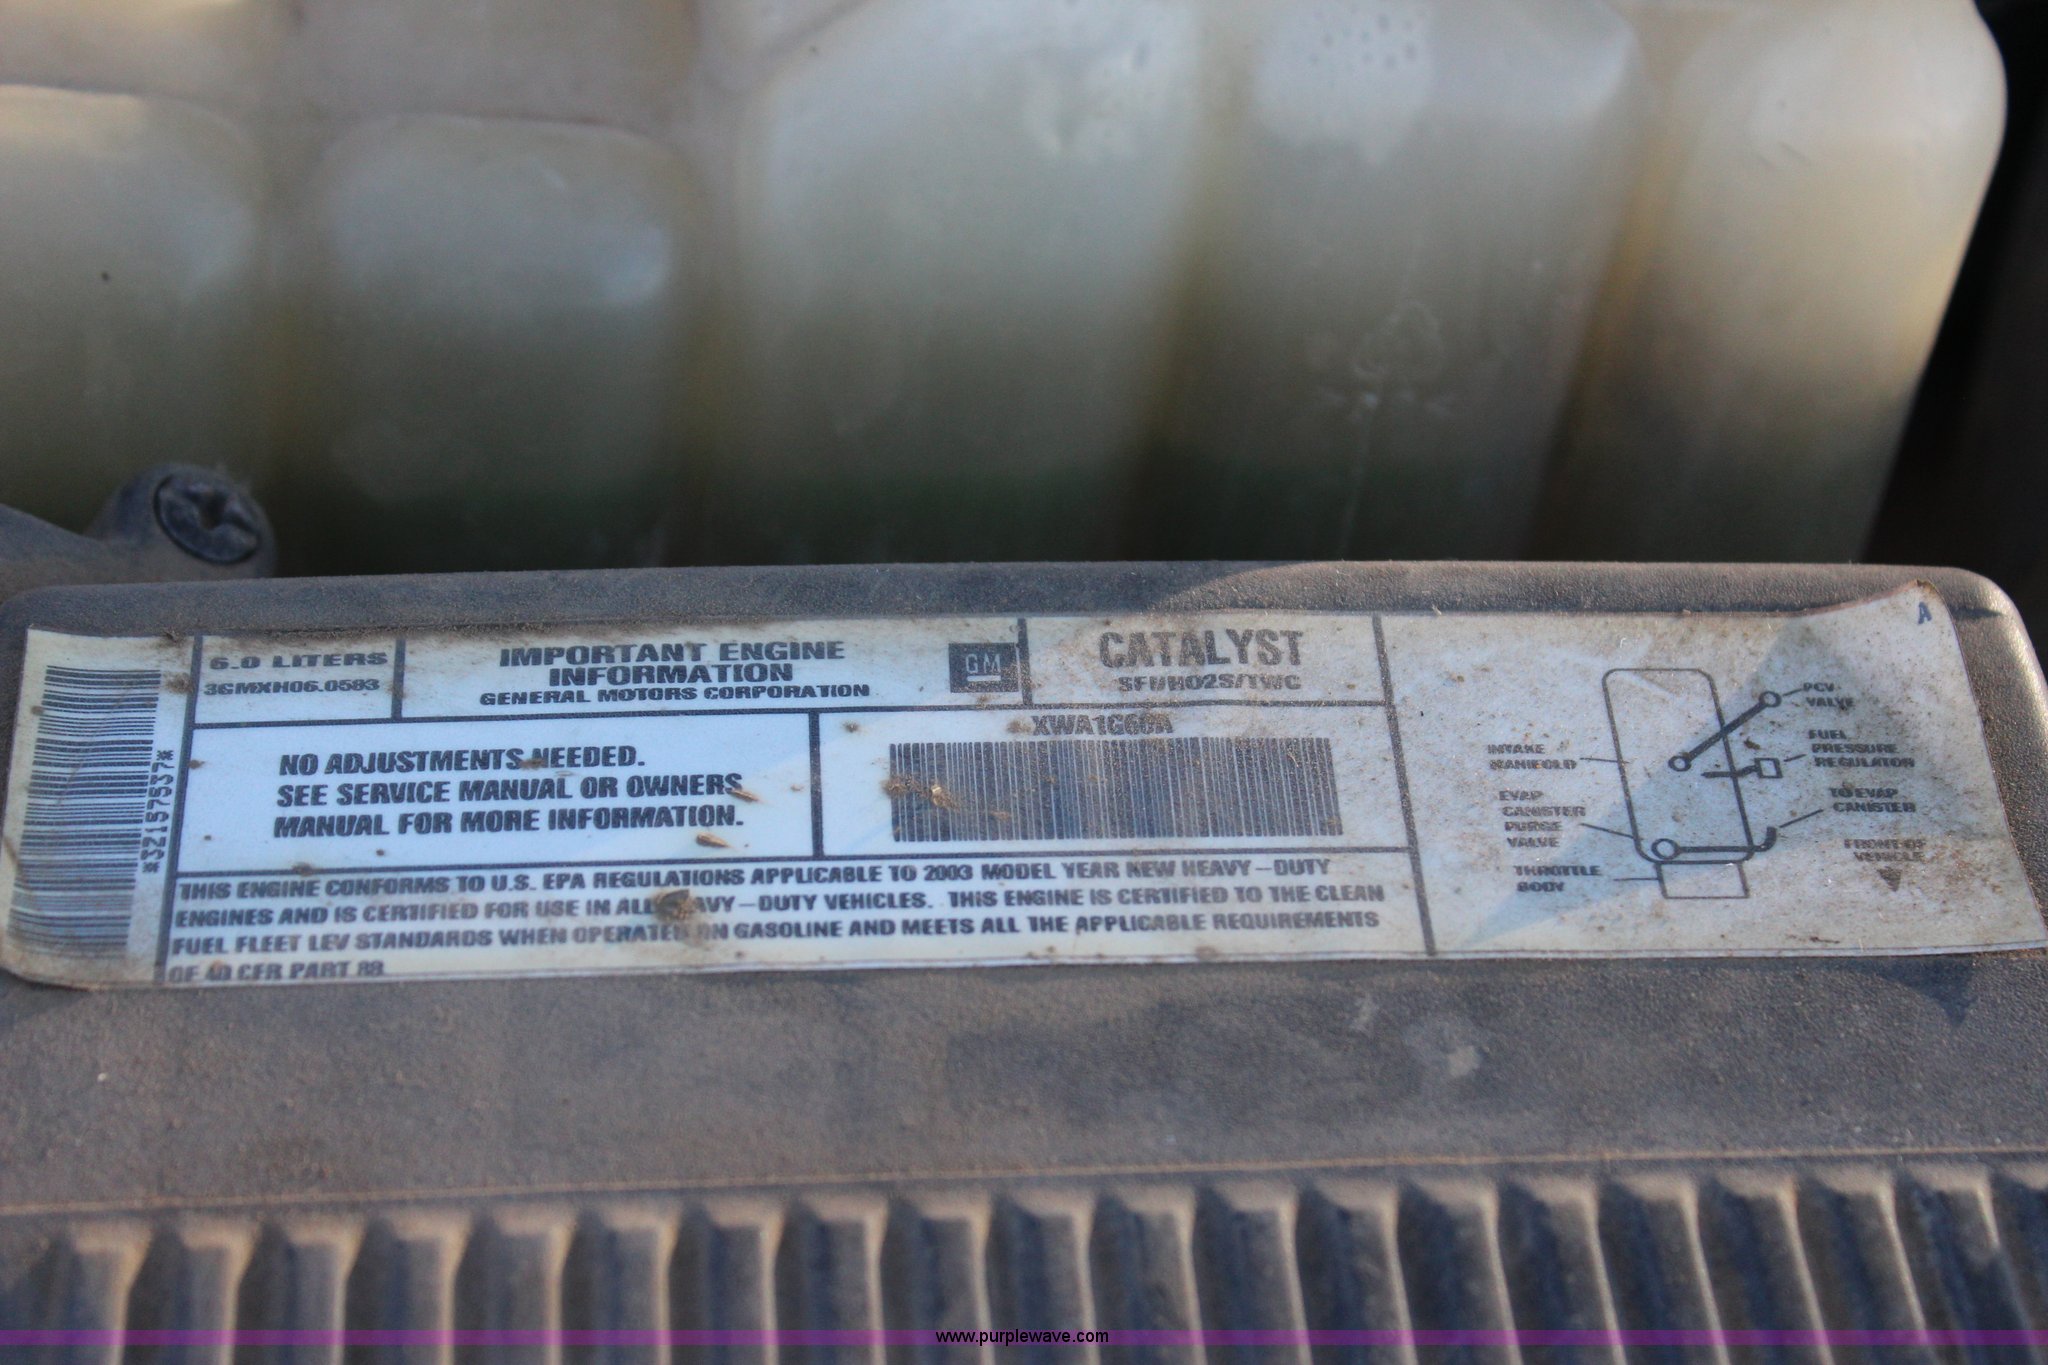 *3Z157537*
6.0 LITERS
3GMXH06.0583
IMPORTANT ENGINE
INFORMATION
GENERAL MOTORS CORPORATION
GM
CATALYST
SFI/HO2S/TWC
NO ADJUSTMENTS NEEDED.
SEE SERVICE MANUAL OR OWNERS
MANUAL FOR MORE INFORMATION.
XWA1G60A
THIS ENGINE CONFORMS TO U.S. EPA REGULATIONS APPLICABLE TO 2003 MODEL YEAR NEW HEAVY-DUTY
ENGINES AND IS CERTIFIED FOR USE IN ALL HEAVY-DUTY VEHICLES. THIS ENGINE IS CERTIFIED TO THE CLEAN
FUEL FLEET LEV STANDARDS WHEN OPERATED ON GASOLINE AND MEETS ALL THE APPLICABLE REQUIREMENTS
OF 40 CFR PART 88
A
PCV
VALVE
FUEL
PRESSURE
REGULATOR
INTAKE
MANIFOLD
EVAP
CANISTER
PURGE
VALVE
TO EVAP
CANISTER
THROTTLE
BODY
FRONT OF
VEHICLE
www.purplewave.com